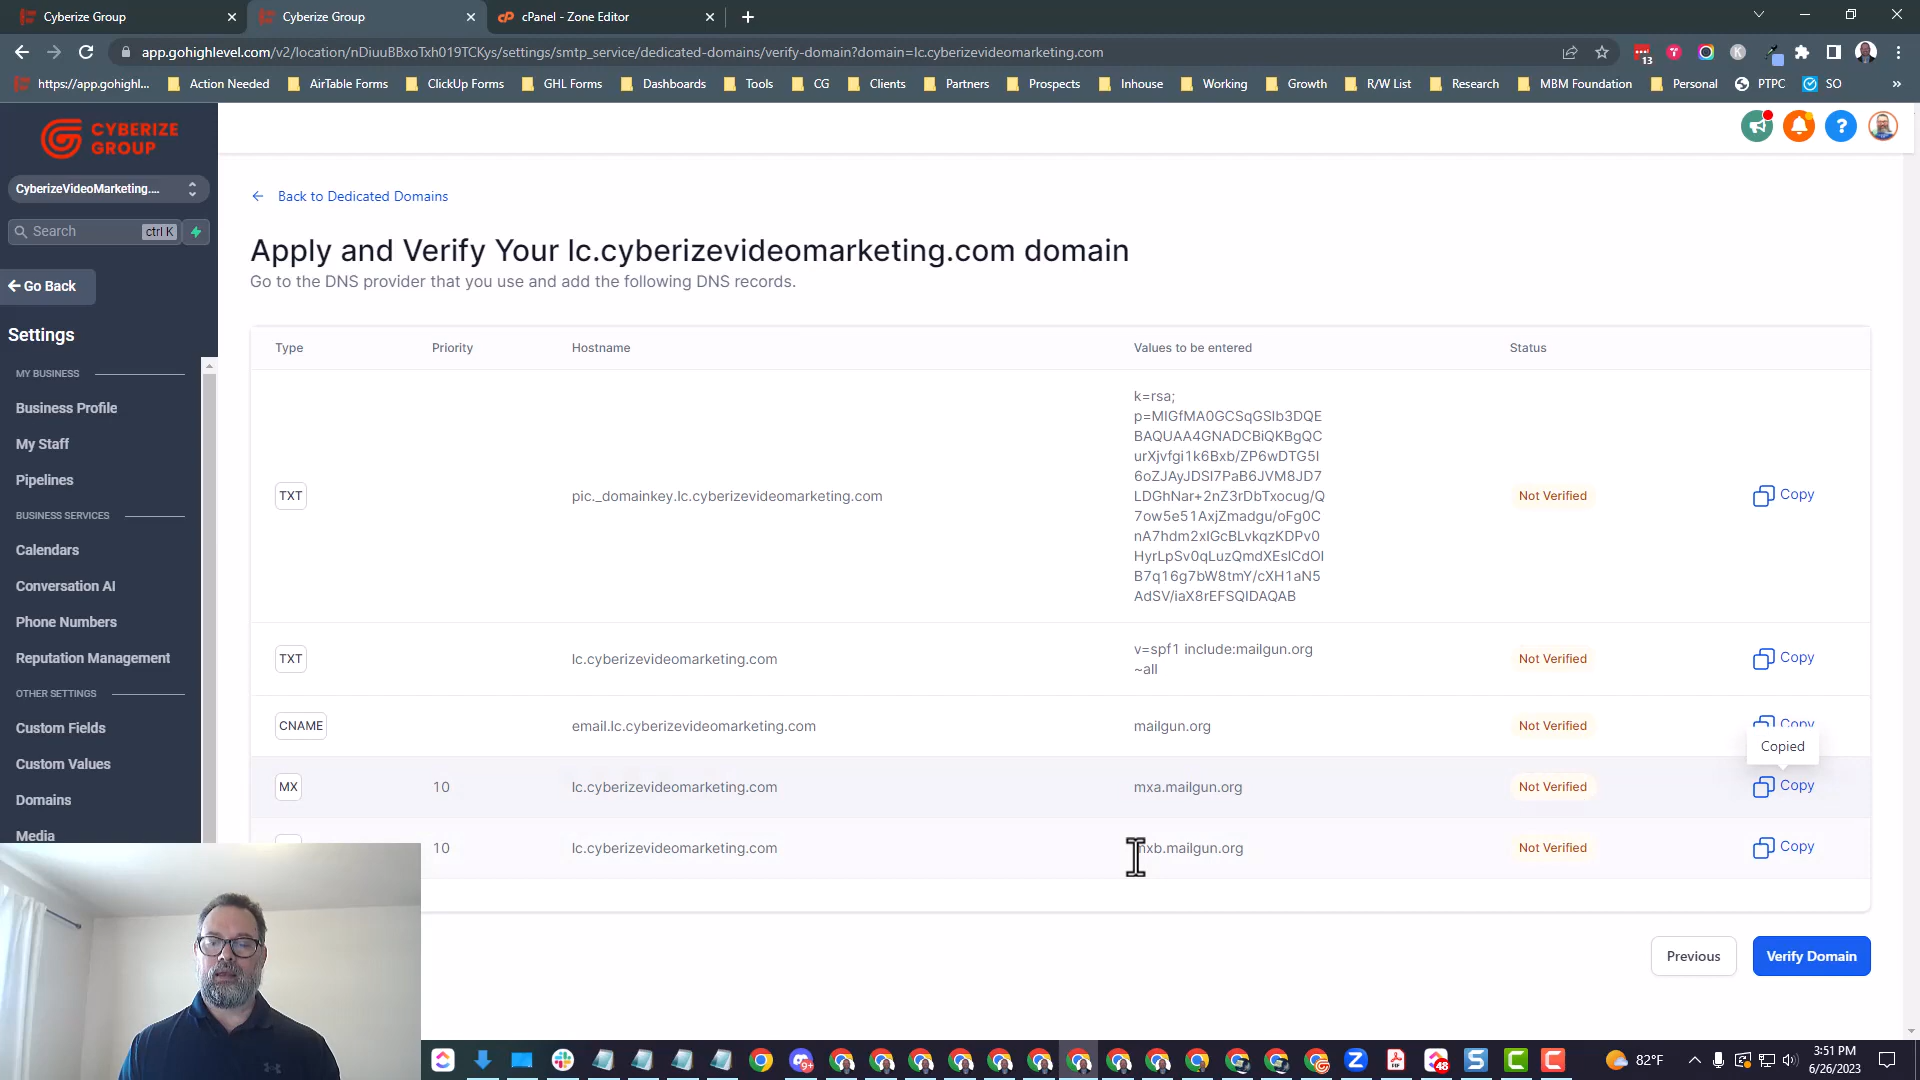 Cyberize Group
Cyberize Group
cPanel - Zone Editor
app.gohighlevel.com/v2/location/nDiuuBBxoTxh019TCKys/settings/smtp_service/dedicated-domains/verify-domain?domain=lc.cyberizevideomarketing.com
13
https://app.gohighl...
Action Needed
AirTable Forms
ClickUp Forms
GHL Forms
Dashboards
Tools
CG
Clients
Partners
Prospects
Inhouse
Working
Growth
R/W List
Research
MBM Foundation
Personal
PTPC
SO
»
CYBERIZE
GROUP
CyberizeVideoMarketing....
Search
ctrl K
Go Back
Settings
MY BUSINESS
Business Profile
My Staff
Pipelines
BUSINESS SERVICES
Calendars
Conversation AI
Phone Numbers
Reputation Management
OTHER SETTINGS
Custom Fields
Custom Values
Domains
Media
Back to Dedicated Domains
Apply and Verify Your lc.cyberizevideomarketing.com domain
Go to the DNS provider that you use and add the following DNS records.
Type Priority Hostname Values to be entered Status
k=rsa;
p=MIGfMA0GCSqGSIb3DQE
BAQUAA4GNADCBiQKBgQC
urXjvfgi1k6Bxb/ZP6wDTG5l
6oZJAyJDSl7PaB6JVM8JD7
LDGhNar+2nZ3rDbTxocug/Q
7ow5e51AxjZmadgu/oFg0C
nA7hdm2xIGcBLvkqzKDPv0
HyrLpSv0qLuzQmdXEslCdOl
B7q16g7bW8tmY/cXH1aN5
AdSV/iaX8rEFSQIDAQAB
TXT pic._domainkey.lc.cyberizevideomarketing.com Not Verified Copy
TXT lc.cyberizevideomarketing.com v=spf1 include:mailgun.org
~all
Not Verified Copy
CNAME email.lc.cyberizevideomarketing.com mailgun.org Not Verified Copy
Copied
MX 10 lc.cyberizevideomarketing.com mxa.mailgun.org Not Verified Copy
10 lc.cyberizevideomarketing.com mxb.mailgun.org Not Verified Copy
Previous
Verify Domain
9+
48
82°F
3:51 PM
6/26/2023